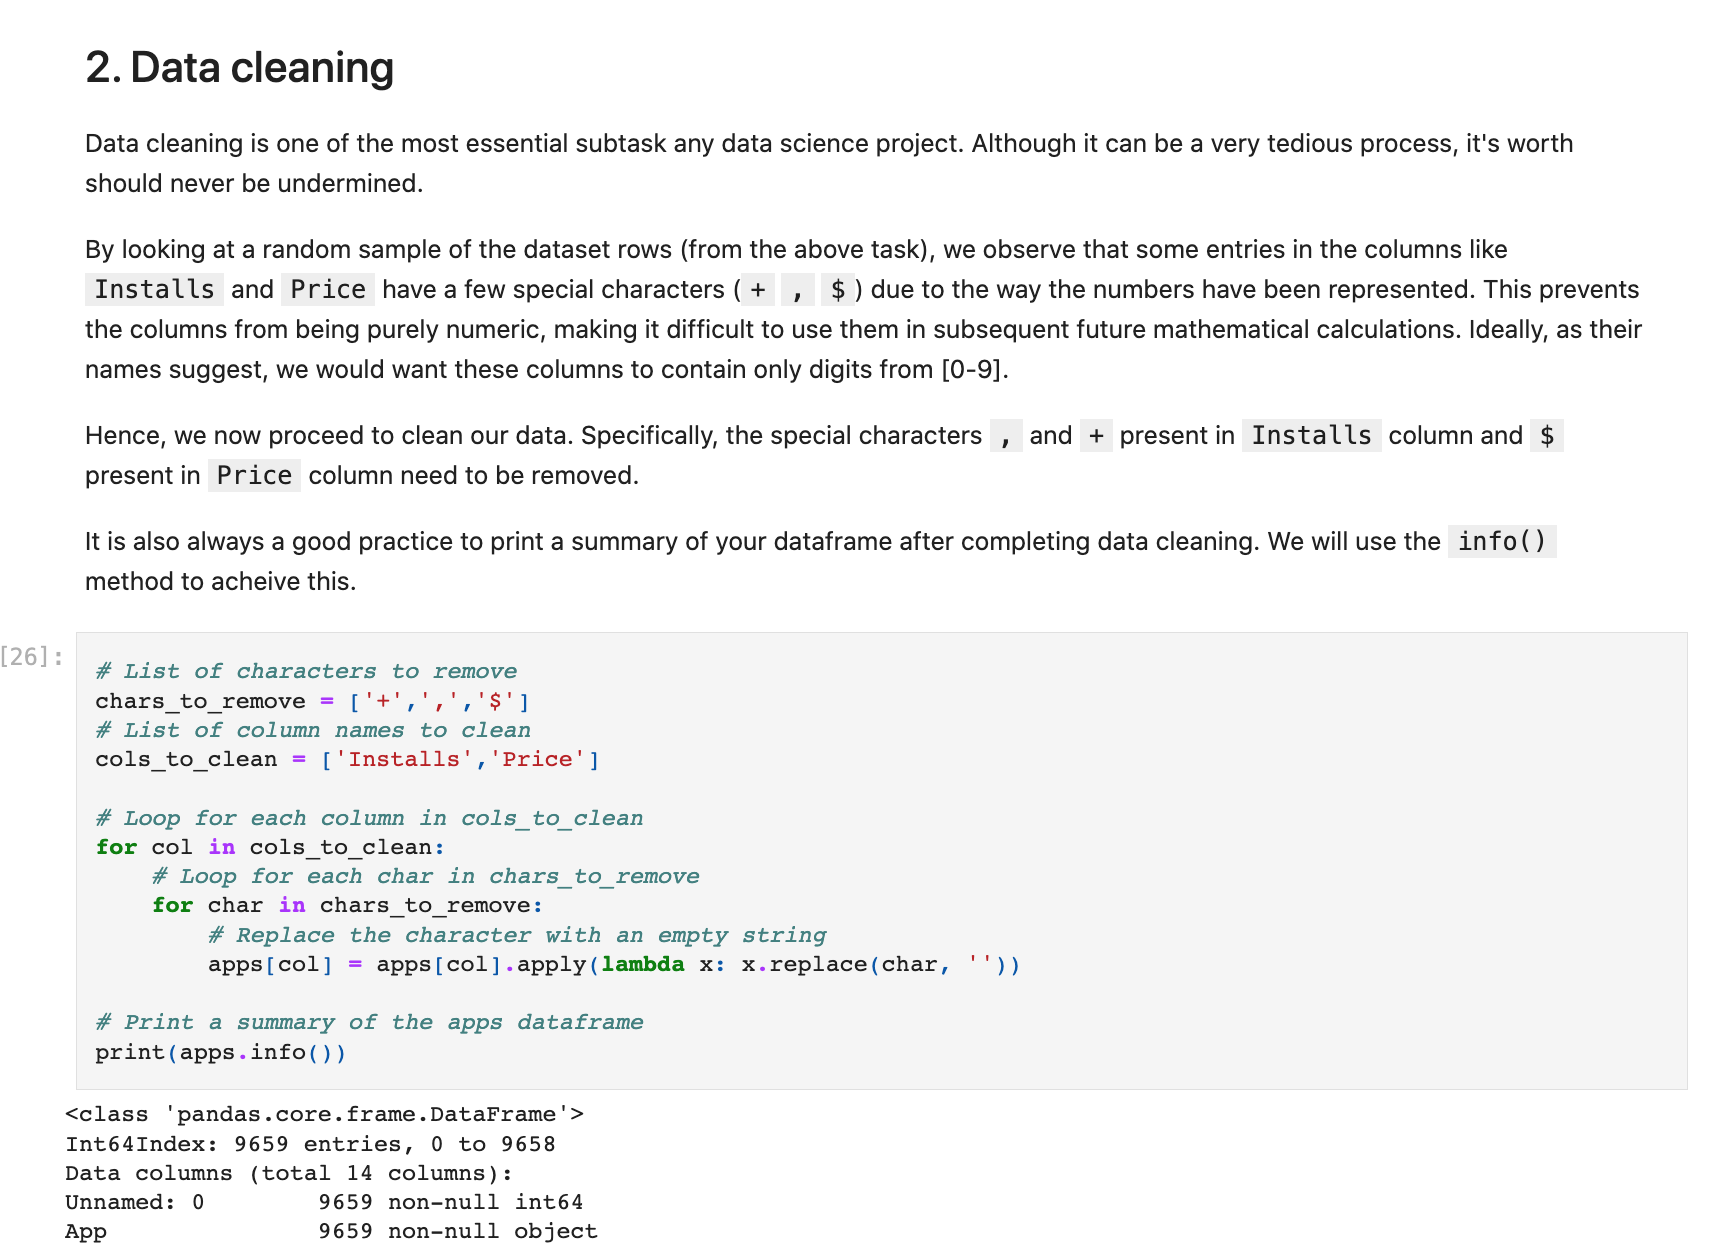 2. Data cleaning
Data cleaning is one of the most essential subtask any data science project. Although it can be a very tedious process, it's worth
should never be undermined.
By looking at a random sample of the dataset rows (from the above task), we observe that some entries in the columns like
Installs and Price have a few special characters ( + , $ ) due to the way the numbers have been represented. This prevents
the columns from being purely numeric, making it difficult to use them in subsequent future mathematical calculations. Ideally, as their
names suggest, we would want these columns to contain only digits from [0-9].
Hence, we now proceed to clean our data. Specifically, the special characters , and + present in Installs column and $
present in Price column need to be removed.
It is also always a good practice to print a summary of your dataframe after completing data cleaning. We will use the info()
method to acheive this.
[26]:
# List of characters to remove
chars_to_remove = ['+',',','$']
# List of column names to clean
cols_to_clean = ['Installs','Price']
# Loop for each column in cols_to_clean
for col in cols_to_clean:
    # Loop for each char in chars_to_remove
    for char in chars_to_remove:
        # Replace the character with an empty string
        apps[col] = apps[col].apply(lambda x: x.replace(char, ''))
# Print a summary of the apps dataframe
print(apps.info())
<class 'pandas.core.frame.DataFrame'>
Int64Index: 9659 entries, 0 to 9658
Data columns (total 14 columns):
Unnamed: 0        9659 non-null int64
App               9659 non-null object